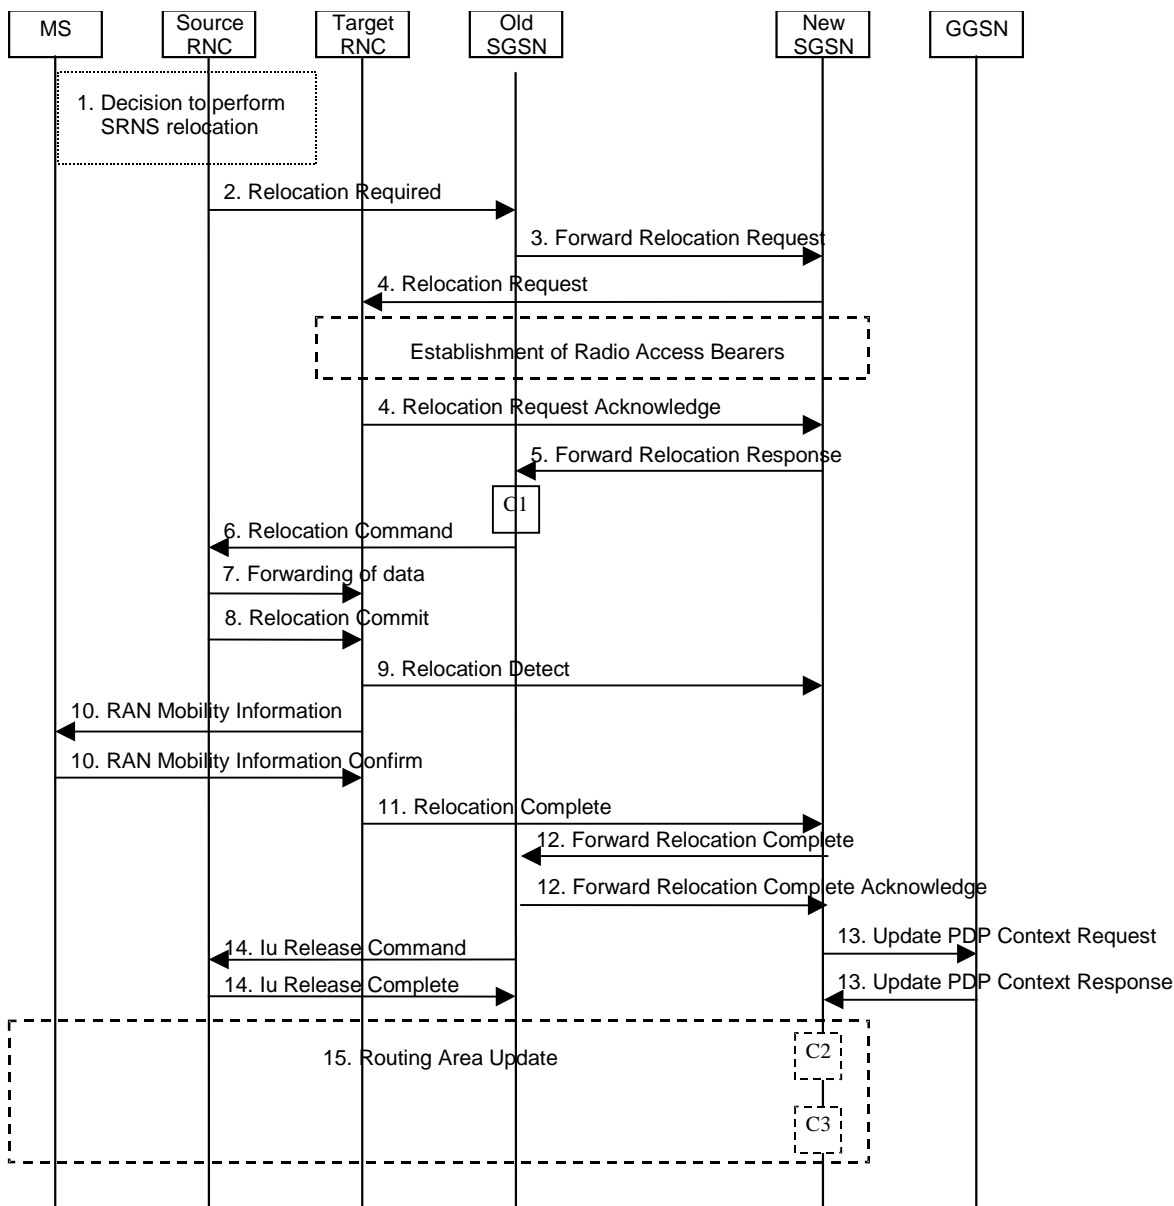 MS
Source
RNC
Target
RNC
Old
SGSN
New
SGSN
GGSN
1. Decision to perform
SRNS relocation
2. Relocation Required
3. Forward Relocation Request
4. Relocation Request
Establishment of Radio Access Bearers
4. Relocation Request Acknowledge
5. Forward Relocation Response
C1
6. Relocation Command
7. Forwarding of data
8. Relocation Commit
9. Relocation Detect
10. RAN Mobility Information
10. RAN Mobility Information Confirm
11. Relocation Complete
12. Forward Relocation Complete
12. Forward Relocation Complete Acknowledge
13. Update PDP Context Request
14. Iu Release Command
13. Update PDP Context Response
14. Iu Release Complete
15. Routing Area Update
C2
C3